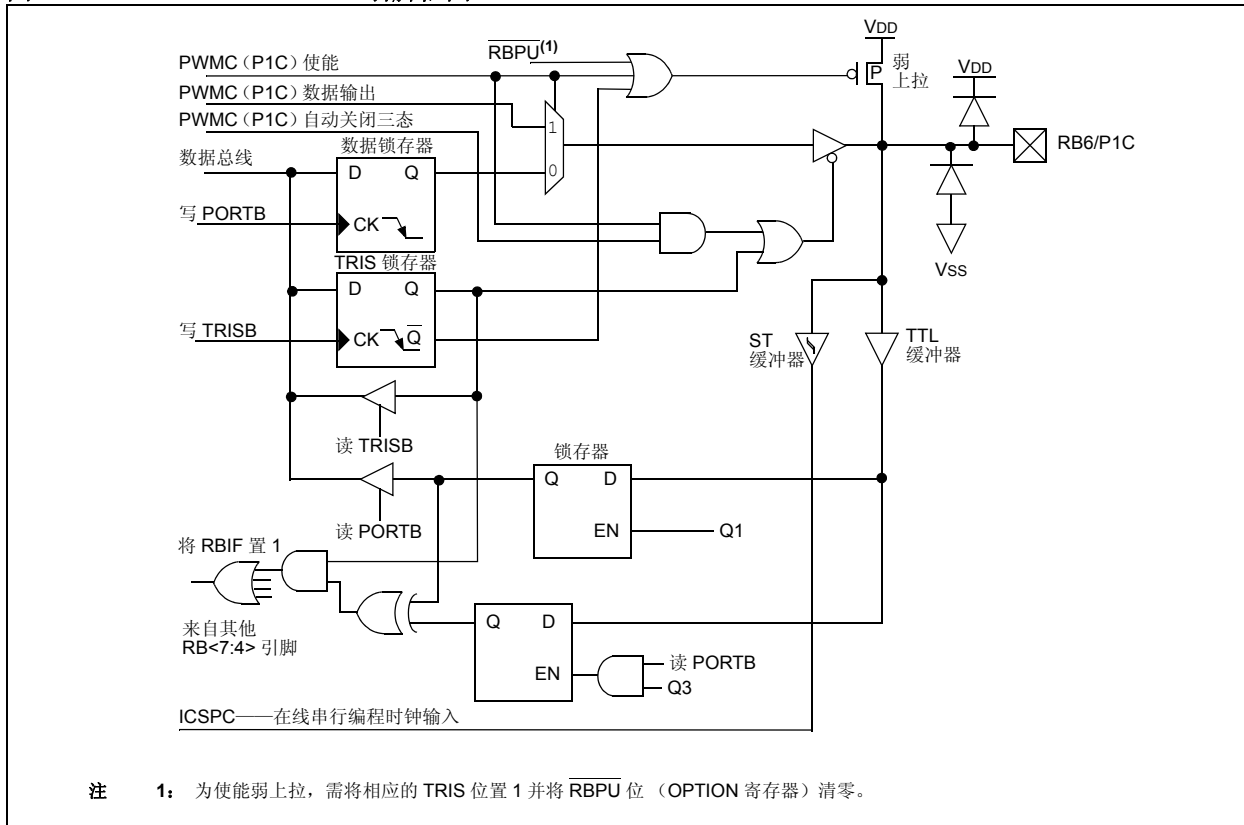 VDD
RBPU(1)
PWMC（P1C）使能
P
弱
上拉
VDD
PWMC（P1C）数据输出
PWMC（P1C）自动关闭三态
1
0
RB6/P1C
数据总线
数据锁存器
D Q
写 PORTB
CK
TRIS 锁存器
D Q
写 TRISB
CK Q
VSS
ST
缓冲器
TTL
缓冲器
读 TRISB
锁存器
Q D
读 PORTB
EN
Q1
将 RBIF 置 1
来自其他
RB<7:4> 引脚
Q D
EN
读 PORTB
Q3
ICSPC——在线串行编程时钟输入
注 1： 为使能弱上拉，需将相应的 TRIS 位置 1 并将 RBPU 位 （OPTION 寄存器）清零。